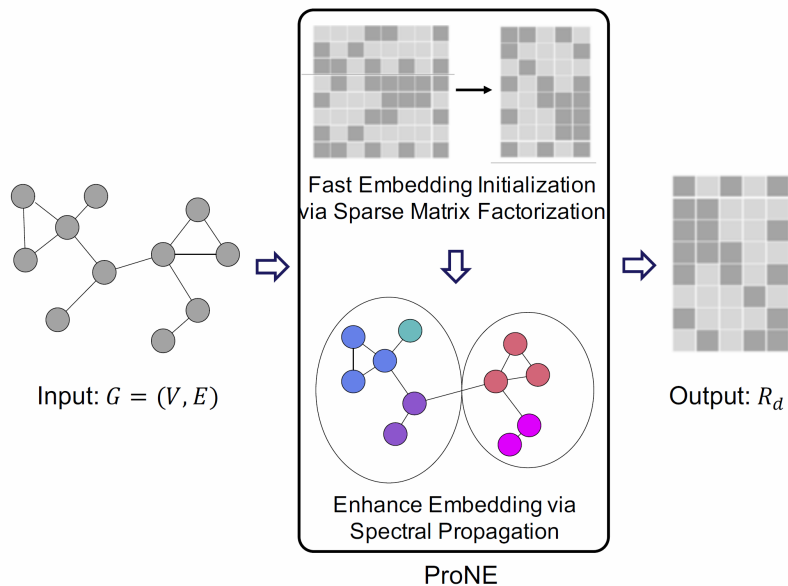 Fast Embedding Initialization
via Sparse Matrix Factorization
Input: G = (V, E)
Output: R_d
Enhance Embedding via
Spectral Propagation
ProNE